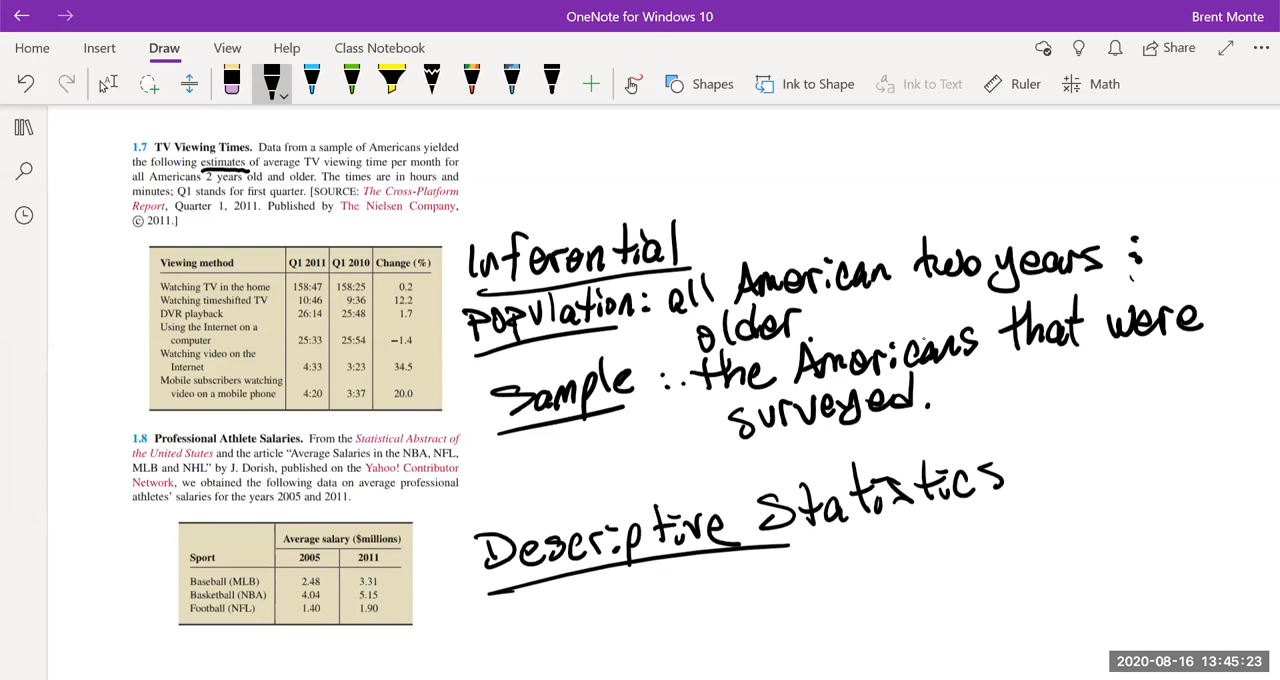 OneNote for Windows 10
Brent Monte
Home Insert Draw View Help Class Notebook
Share
Shapes Ink to Shape Ink to Text Ruler Math
1.7 TV Viewing Times. Data from a sample of Americans yielded
the following estimates of average TV viewing time per month for
all Americans 2 years old and older. The times are in hours and
minutes; Q1 stands for first quarter. [SOURCE: The Cross-Platform
Report, Quarter 1, 2011. Published by The Nielsen Company,
© 2011.]
Viewing method Q1 2011 Q1 2010 Change (%)
Watching TV in the home 158:47 158:25 0.2
Watching timeshifted TV 10:46 9:36 12.2
DVR playback 26:14 25:48 1.7
Using the Internet on a
computer 25:33 25:54 −1.4
Watching video on the
Internet 4:33 3:23 34.5
Mobile subscribers watching
video on a mobile phone 4:20 3:37 20.0
Inferential
Population: all American two years &
older
Sample: the Americans that were
surveyed.
1.8 Professional Athlete Salaries. From the Statistical Abstract of
the United States and the article “Average Salaries in the NBA, NFL,
MLB and NHL” by J. Dorish, published on the Yahoo! Contributor
Network, we obtained the following data on average professional
athletes’ salaries for the years 2005 and 2011.
Average salary ($millions)
Sport 2005 2011
Baseball (MLB) 2.48 3.31
Basketball (NBA) 4.04 5.15
Football (NFL) 1.40 1.90
Descriptive Statistics
2020-08-16 13:45:23